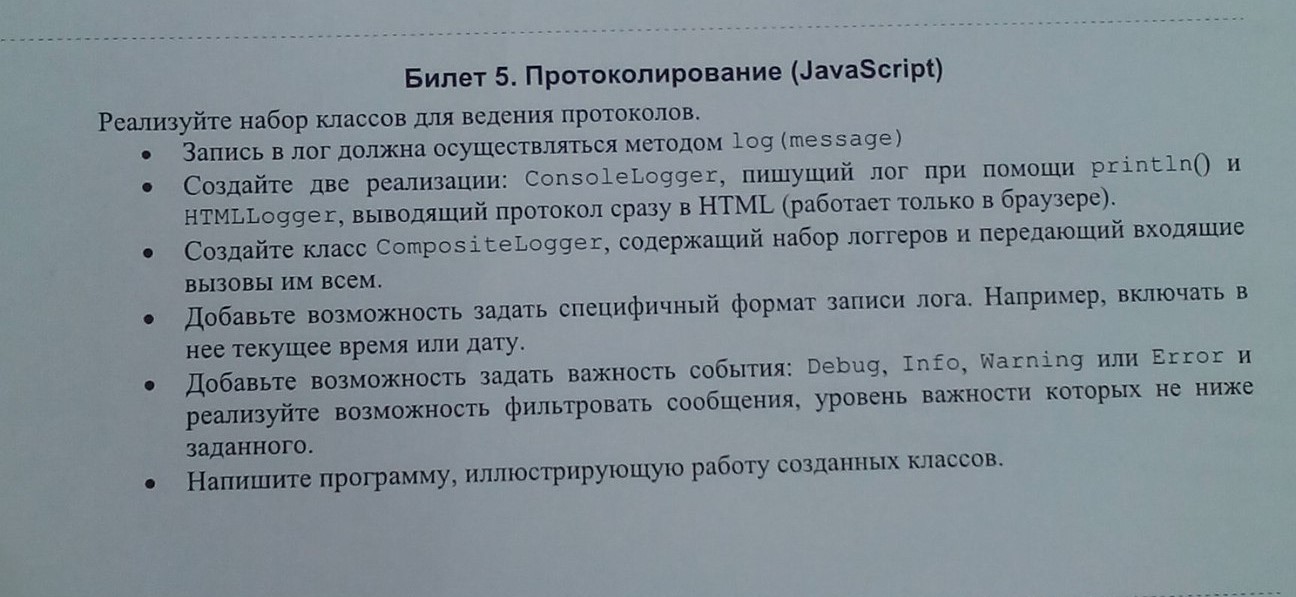 Билет 5. Протоколирование (JavaScript)
Реализуйте набор классов для ведения протоколов.
• Запись в лог должна осуществляться методом log(message)
• Создайте две реализации: ConsoleLogger, пишущий лог при помощи println() и
HTMLLogger, выводящий протокол сразу в HTML (работает только в браузере).
• Создайте класс CompositeLogger, содержащий набор логгеров и передающий входящие
вызовы им всем.
• Добавьте возможность задать специфичный формат записи лога. Например, включать в
нее текущее время или дату.
• Добавьте возможность задать важность события: Debug, Info, Warning или Error и
реализуйте возможность фильтровать сообщения, уровень важности которых не ниже
заданного.
• Напишите программу, иллюстрирующую работу созданных классов.